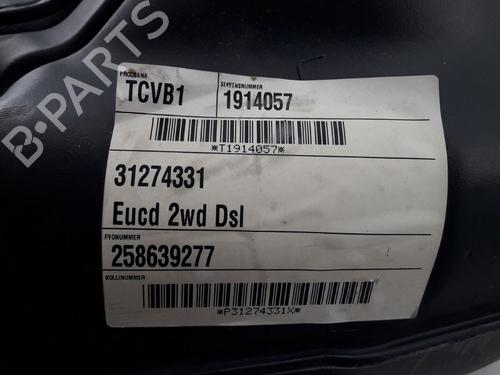 PRODBANA
TCVB1
SEKVENSNUMMER
1914057
*T1914057*
31274331
Eucd 2wd Dsl
FYONUMMER
258639277
KOLLINUMMER
*P31274331X*
B-PARTS